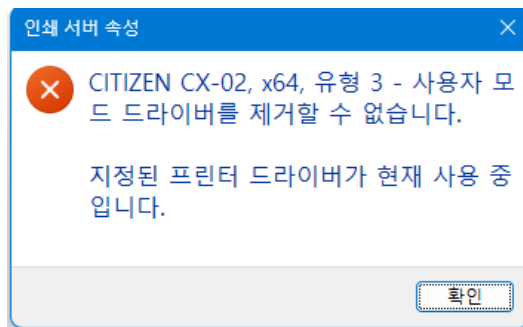 인쇄 서버 속성
CITIZEN CX-02, x64, 유형 3 - 사용자 모
드 드라이버를 제거할 수 없습니다.
지정된 프린터 드라이버가 현재 사용 중
입니다.
확인